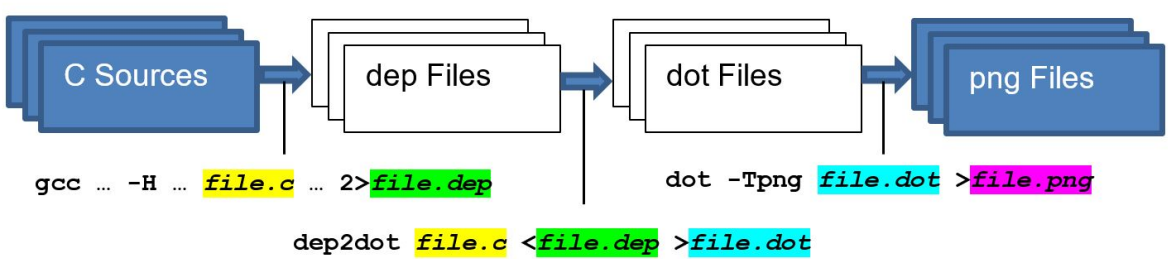 C Sources
dep Files
dot Files
png Files
gcc … -H … file.c … 2>file.dep
dot -Tpng file.dot >file.png
dep2dot file.c <file.dep >file.dot